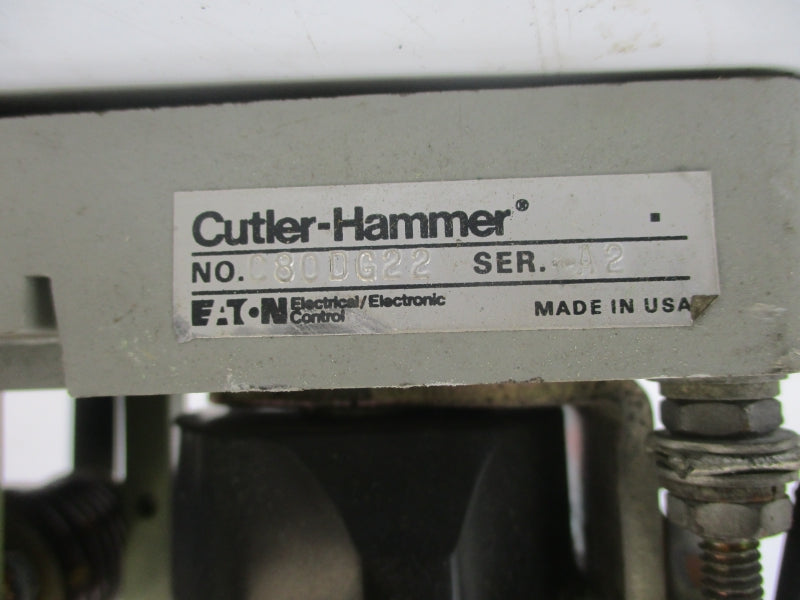 Cutler-Hammer®
NO. C80DG22 SER. A2
EATON Electrical/Electronic
Control
MADE IN USA